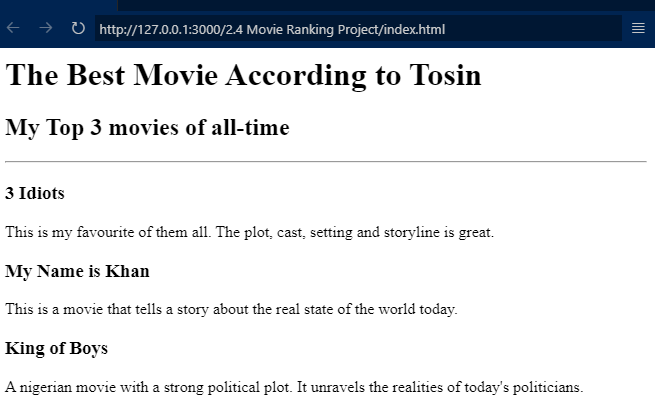 http://127.0.0.1:3000/2.4 Movie Ranking Project/index.html
The Best Movie According to Tosin
My Top 3 movies of all-time
3 Idiots
This is my favourite of them all. The plot, cast, setting and storyline is great.
My Name is Khan
This is a movie that tells a story about the real state of the world today.
King of Boys
A nigerian movie with a strong political plot. It unravels the realities of today's politicians.